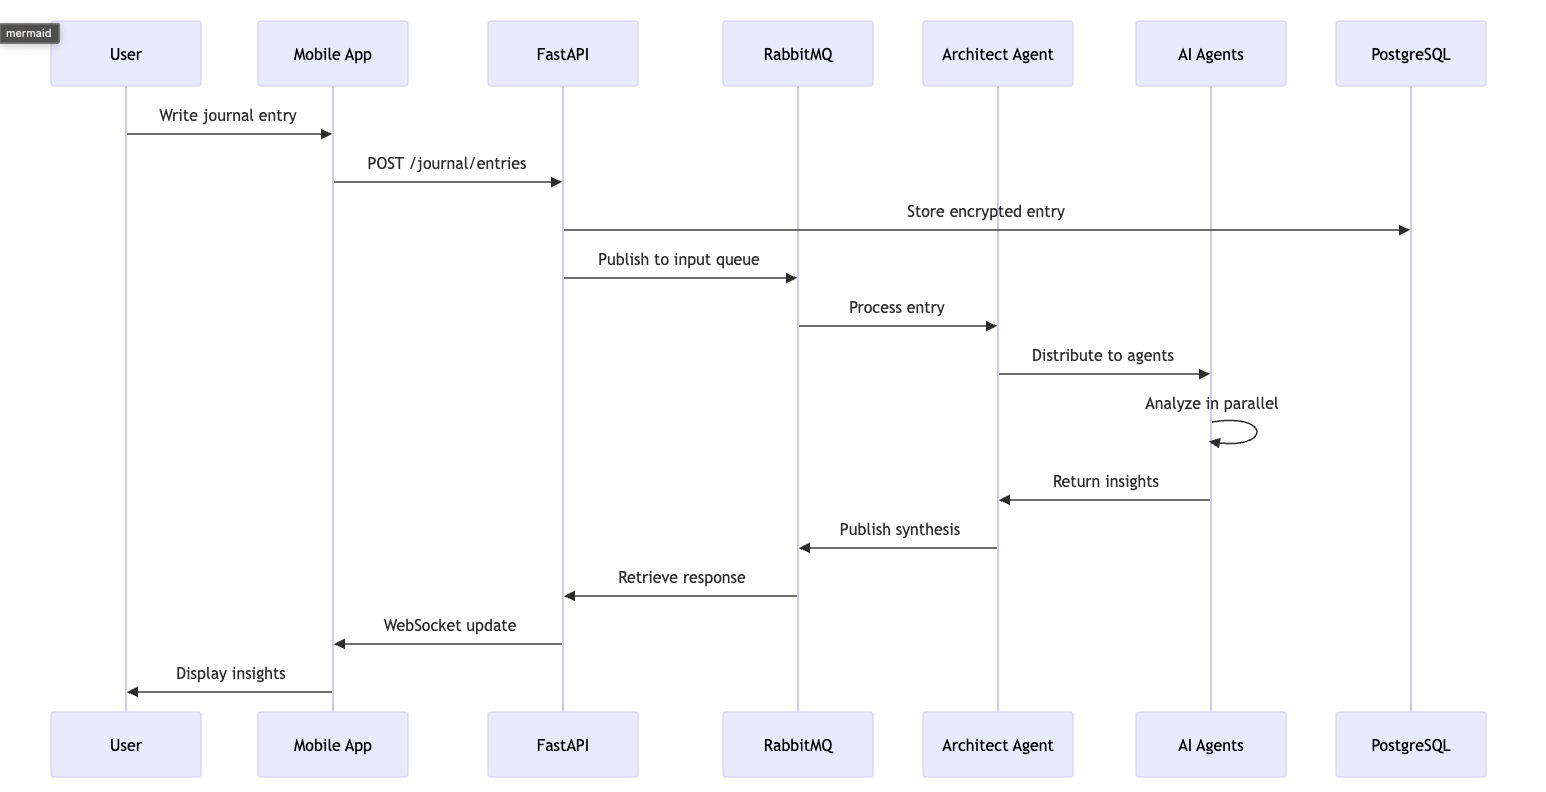 mermaid
User
Mobile App
FastAPI
RabbitMQ
Architect Agent
AI Agents
PostgreSQL
Write journal entry
POST /journal/entries
Store encrypted entry
Publish to input queue
Process entry
Distribute to agents
Analyze in parallel
Return insights
Publish synthesis
Retrieve response
WebSocket update
Display insights
User
Mobile App
FastAPI
RabbitMQ
Architect Agent
AI Agents
PostgreSQL